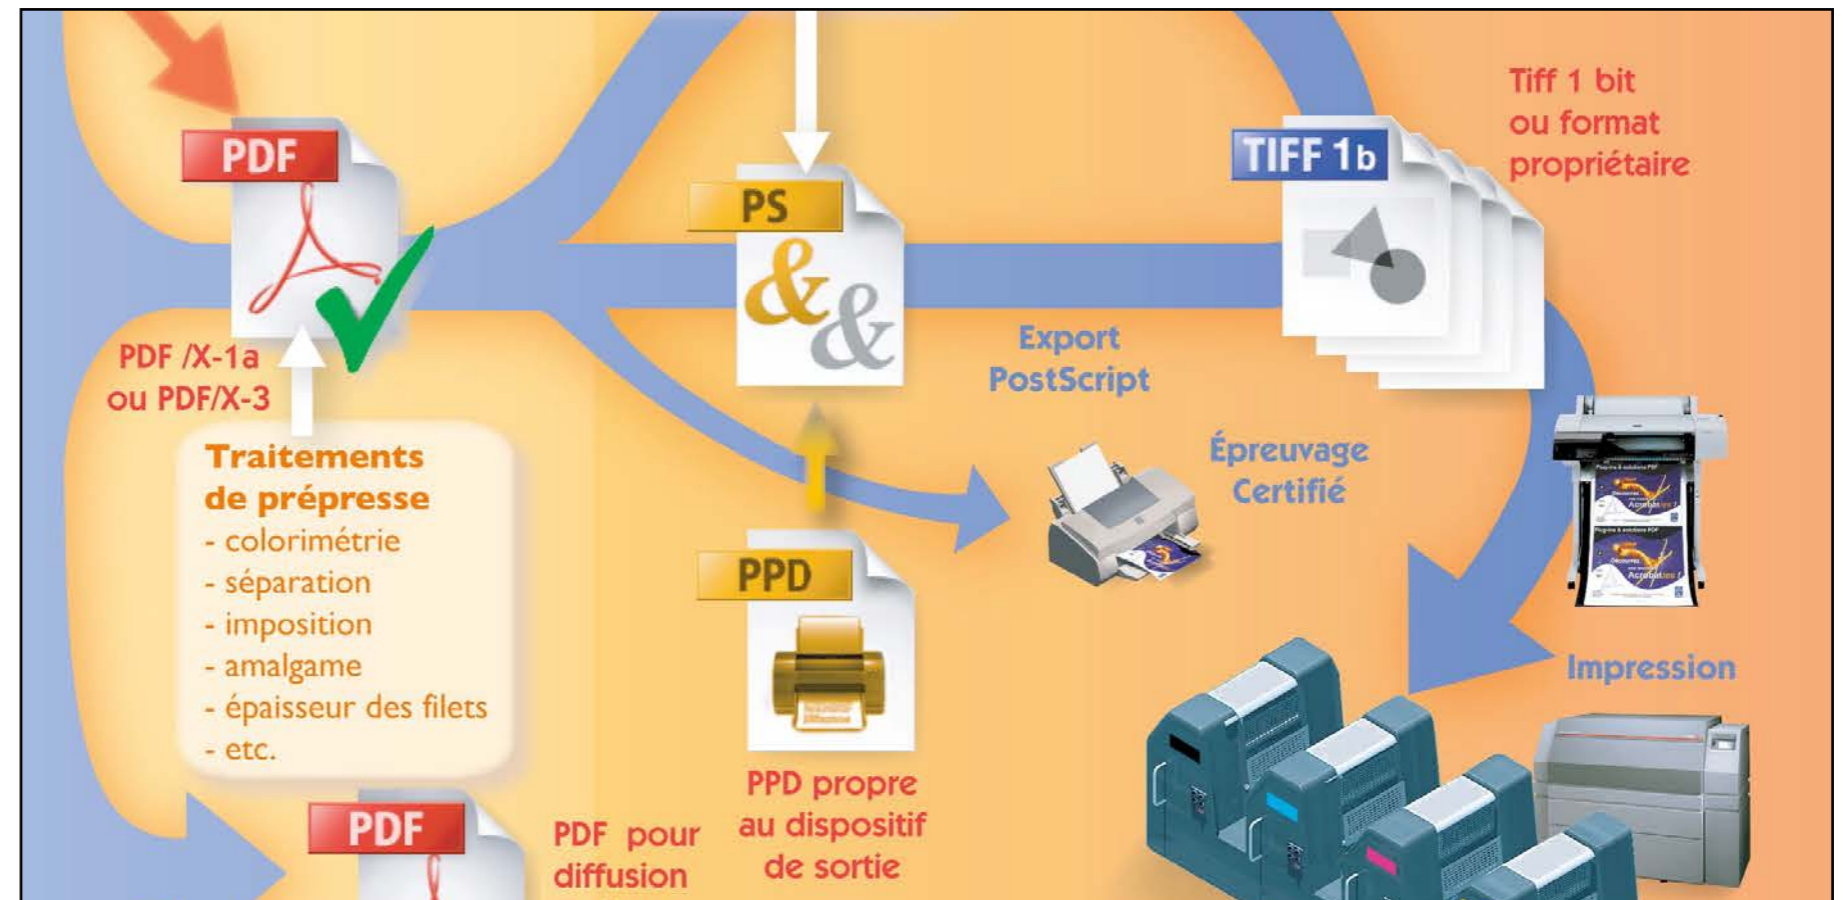 PDF
PDF /X-1a
ou PDF/X-3
Traitements
de prépresse
- colorimétrie
- séparation
- imposition
- amalgame
- épaisseur des filets
- etc.
PDF
PDF pour
diffusion
PS
Export
PostScript
PPD
PPD propre
au dispositif
de sortie
Épreuvage
Certifié
TIFF 1b
Tiff 1 bit
ou format
propriétaire
Impression